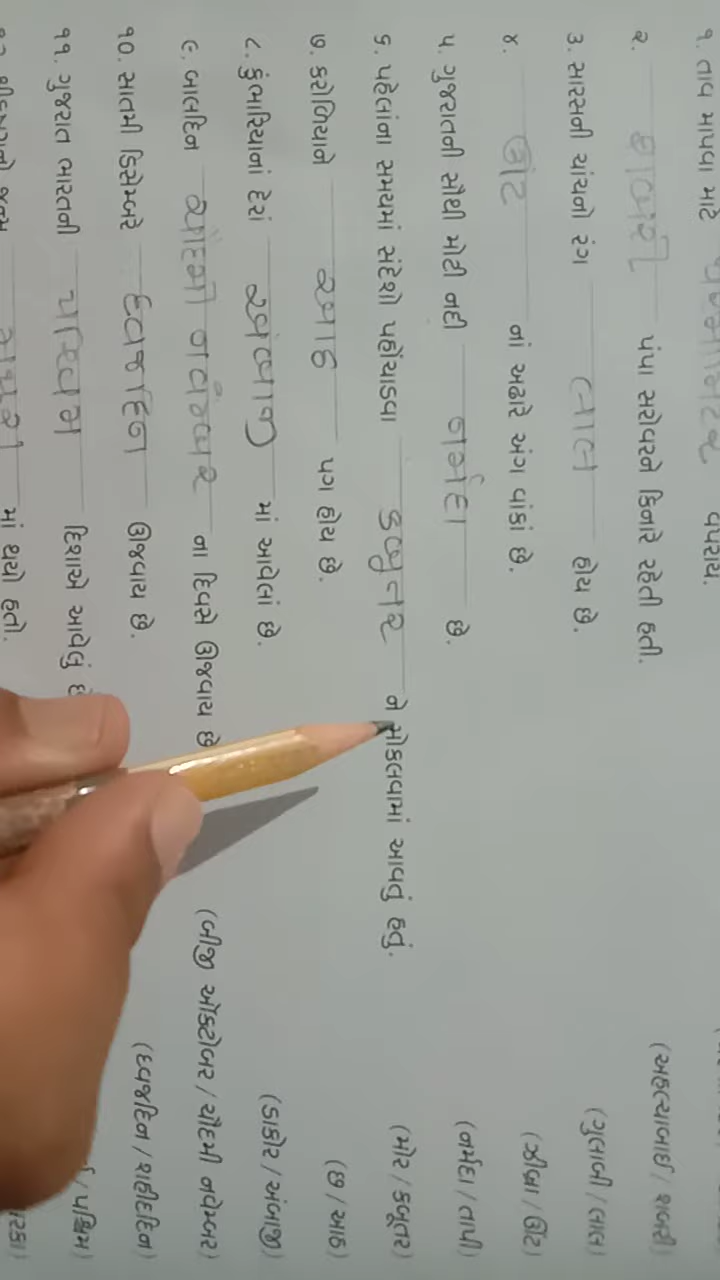 ૧. તાવ માપવા માટે થર્મોમીટર વપરાય.
૨. શબરી પંપા સરોવરને કિનારે રહેતી હતી. (અહલ્યાબાઈ / શબરી)
૩. સારસની ચાંચનો રંગ લાલ હોય છે. (ગુલાબી / લાલ)
૪. ઊંટ નાં અઢારે અંગ વાંકાં છે. (જીબ્રા / ઊંટ)
૫. ગુજરાતની સૌથી મોટી નદી નર્મદા છે. (નર્મદા / તાપી)
૬. પહેલાંના સમયમાં સંદેશો પહોંચાડવા કબુતર ને મોકલવામાં આવતું હતું. (મોર / કબૂતર)
૭. કરોળિયાને આઠ પગ હોય છે. (છ / આઠ)
૮. કુંભારિયાનાં દેરાં અંબાજી માં આવેલાં છે. (ડાકોર / અંબાજી)
૯. બાલદિન ચૌદમી નવેમ્બર ના દિવસે ઊજવાય છે (બીજી ઑક્ટોબર / ચૌદમી નવેમ્બર)
૧૦. સાતમી ડિસેમ્બરે ધ્વજદિન ઊજવાય છે. (ધ્વજદિન / શહીદદિન)
૧૧. ગુજરાત ભારતની પશ્ચિમ દિશાએ આવેલું / પશ્ચિમ)
માં થયો હતો.